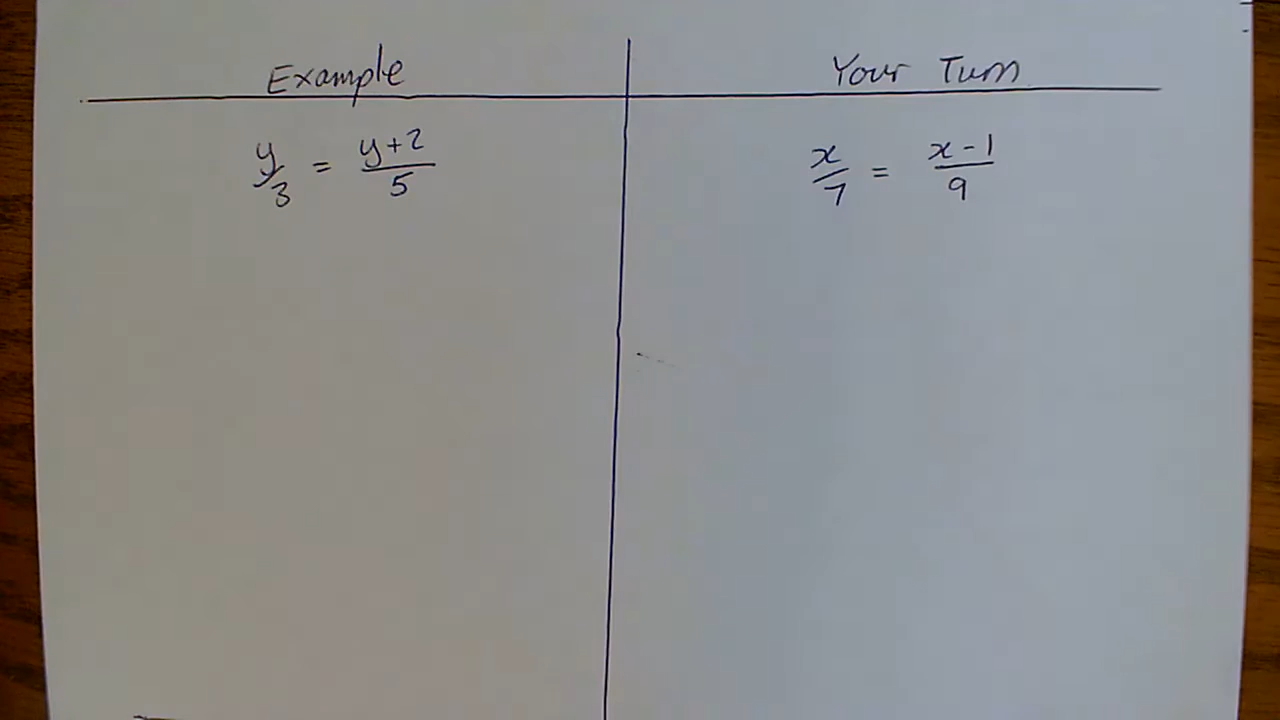 Example
y/3 = (y+2)/5
Your Turn
x/7 = (x-1)/9